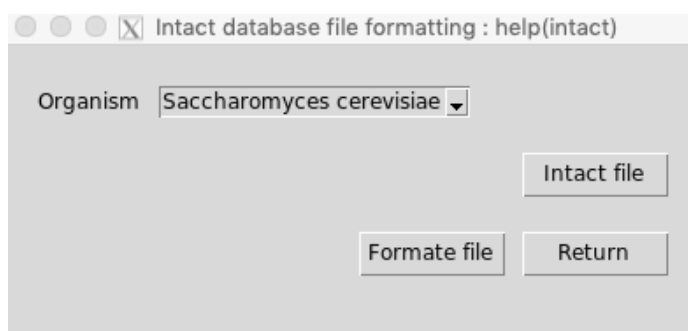 Intact database file formatting : help(intact)
Organism Saccharomyces cerevisiae
Intact file
Formate file Return